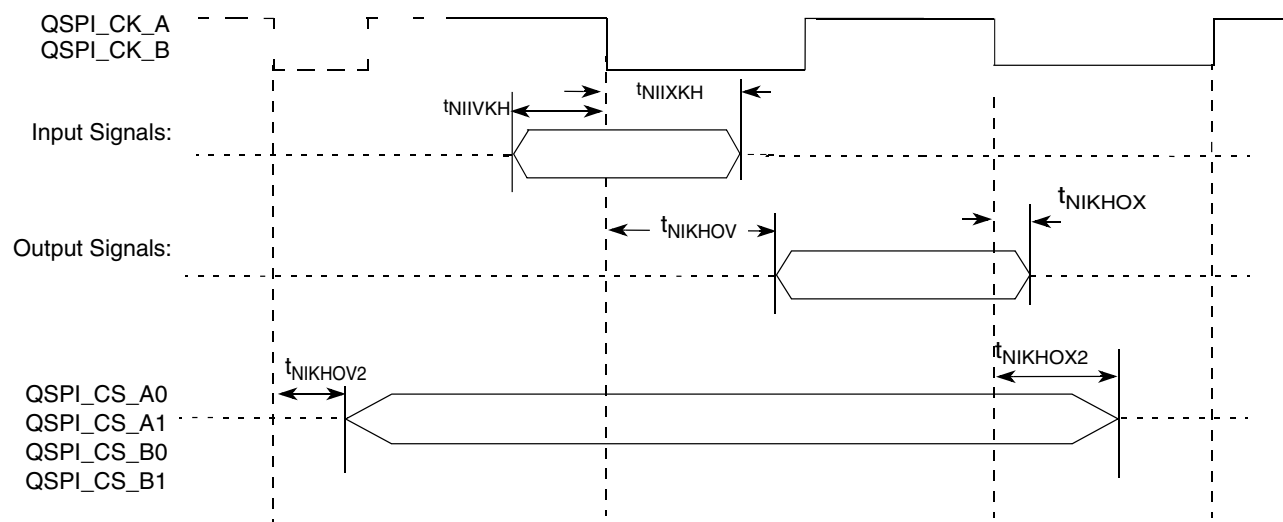 QSPI_CK_A
QSPI_CK_B
tNIIVKH
tNIIXKH
Input Signals:
tNIKHOV
tNIKHOX
Output Signals:
tNIKHOV2
tNIKHOX2
QSPI_CS_A0
QSPI_CS_A1
QSPI_CS_B0
QSPI_CS_B1